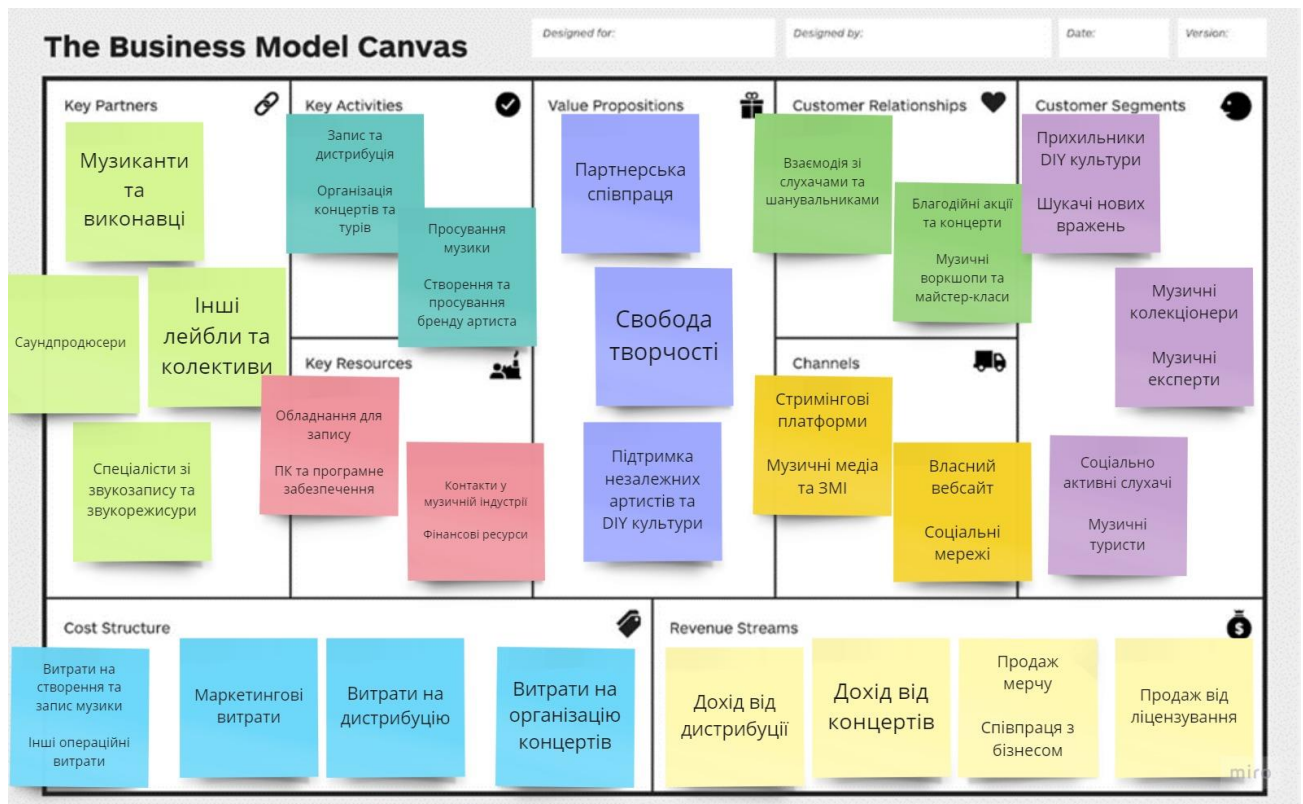 The Business Model Canvas
Designed for:
Designed by:
Date:
Version:
Key Partners
Музиканти
та
виконавці
Саундпродюсери
Інші
лейбли та
колективи
Спеціалісти зі
звукозапису та
звукорежисури
Key Activities
Запис та
дистрибуція
Організація
концертів та
турів
Просування
музики
Створення та
просування
бренду артиста
Key Resources
Обладнання для
запису
ПК та програмне
забезпечення
Контакти у
музичній індустрії
Фінансові ресурси
Value Propositions
Партнерська
співпраця
Свобода
творчості
Підтримка
незалежних
артистів та
DIY культури
Customer Relationships
Взаємодія зі
слухачами та
шанувальниками
Благодійні акції
та концерти
Музичні
воркшопи та
майстер-класи
Channels
Стримінгові
платформи
Музичні медіа
та ЗМІ
Власний
вебсайт
Соціальні
мережі
Customer Segments
Прихильники
DIY культури
Шукачі нових
вражень
Музичні
колекціонери
Музичні
експерти
Соціально
активні слухачі
Музичні
туристи
Cost Structure
Витрати на
створення та
запис музики
Інші операційні
витрати
Маркетингові
витрати
Витрати на
дистрибуцію
Витрати на
організацію
концертів
Revenue Streams
Дохід від
дистрибуції
Дохід від
концертів
Продаж
мерчу
Співпраця з
бізнесом
Продаж від
ліцензування
miro